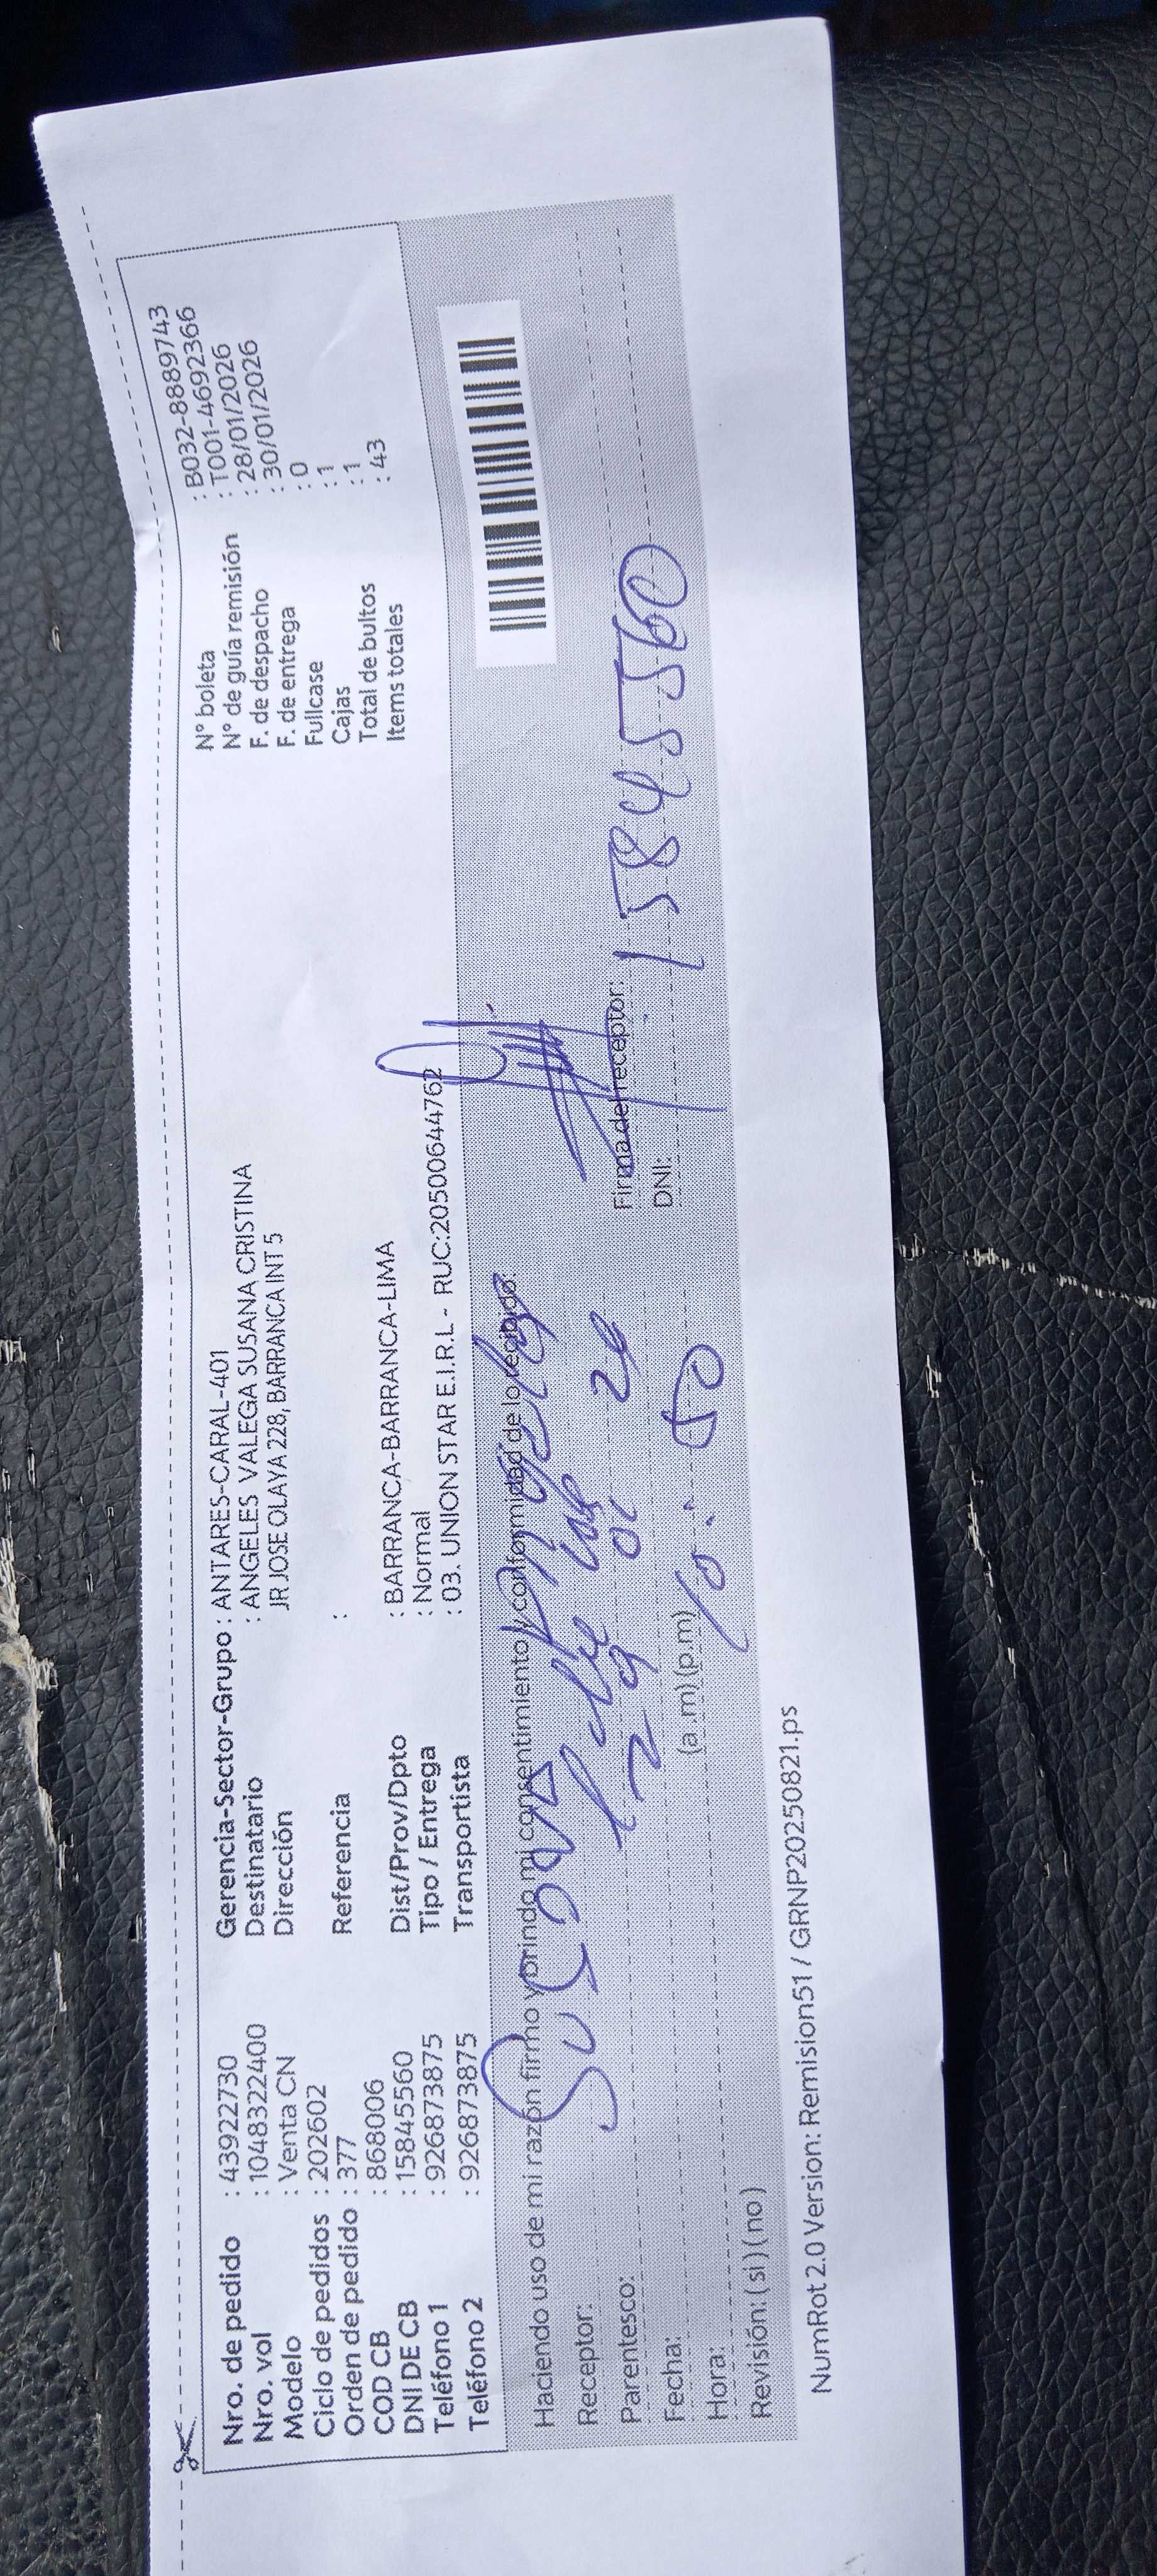 Nro. de pedido : 43922730
Nro. vol : 1048322400
Modelo : Venta CN
Ciclo de pedidos : 202602
Orden de pedido : 377
COD CB : 868006
DNI DE CB : 15845560
Teléfono 1 : 926873875
Teléfono 2 : 926873875
Gerencia-Sector-Grupo : ANTARES-CARAL-401
Destinatario : ANGELES VALEGA SUSANA CRISTINA
Dirección JR JOSE OLAYA 228, BARRANCA INT 5
Referencia :
Dist/Prov/Dpto : BARRANCA-BARRANCA-LIMA
Tipo / Entrega : Normal
Transportista : 03. UNION STAR E.I.R.L - RUC:20500644762
N° boleta : B032-8889743
N° de guía remisión : T001-4692366
F. de despacho : 28/01/2026
F. de entrega : 30/01/2026
Fullcase : 0
Cajas : 1
Total de bultos : 1
Items totales : 43
Haciendo uso de mi razón firmo y brindo mi consentimiento y conformidad de lo recibido:
Receptor: Susana Angeles
Parentesco:
Fecha: 29 01 26
Hora: (a.m)(p.m) 10:50
Revisión: ( si ) ( no )
Firma del receptor:
DNI: 15845560
NumRot 2.0 Version: Remision51 / GRNP20250821.ps